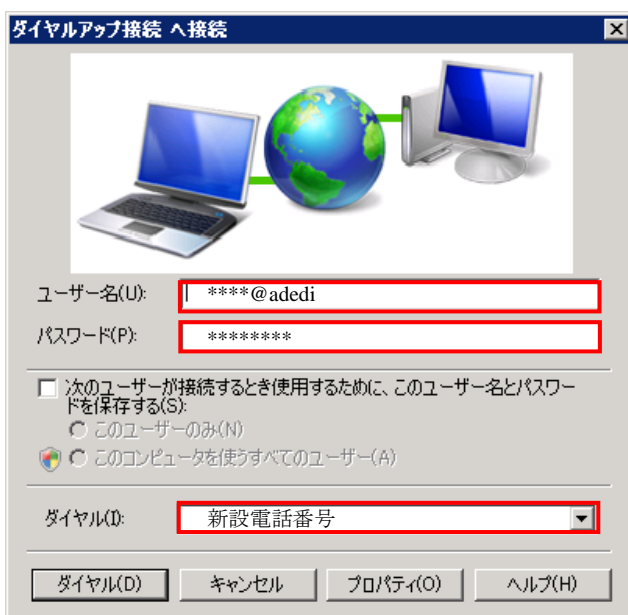 ダイヤルアップ接続 へ接続
ユーザー名(U):
****@adedi
パスワード(P):
********
次のユーザーが接続するとき使用するために、このユーザー名とパスワー
ドを保存する(S):
このユーザーのみ(N)
このコンピュータを使うすべてのユーザー(A)
ダイヤル(I):
新設電話番号
ダイヤル(D)
キャンセル
プロパティ(O)
ヘルプ(H)